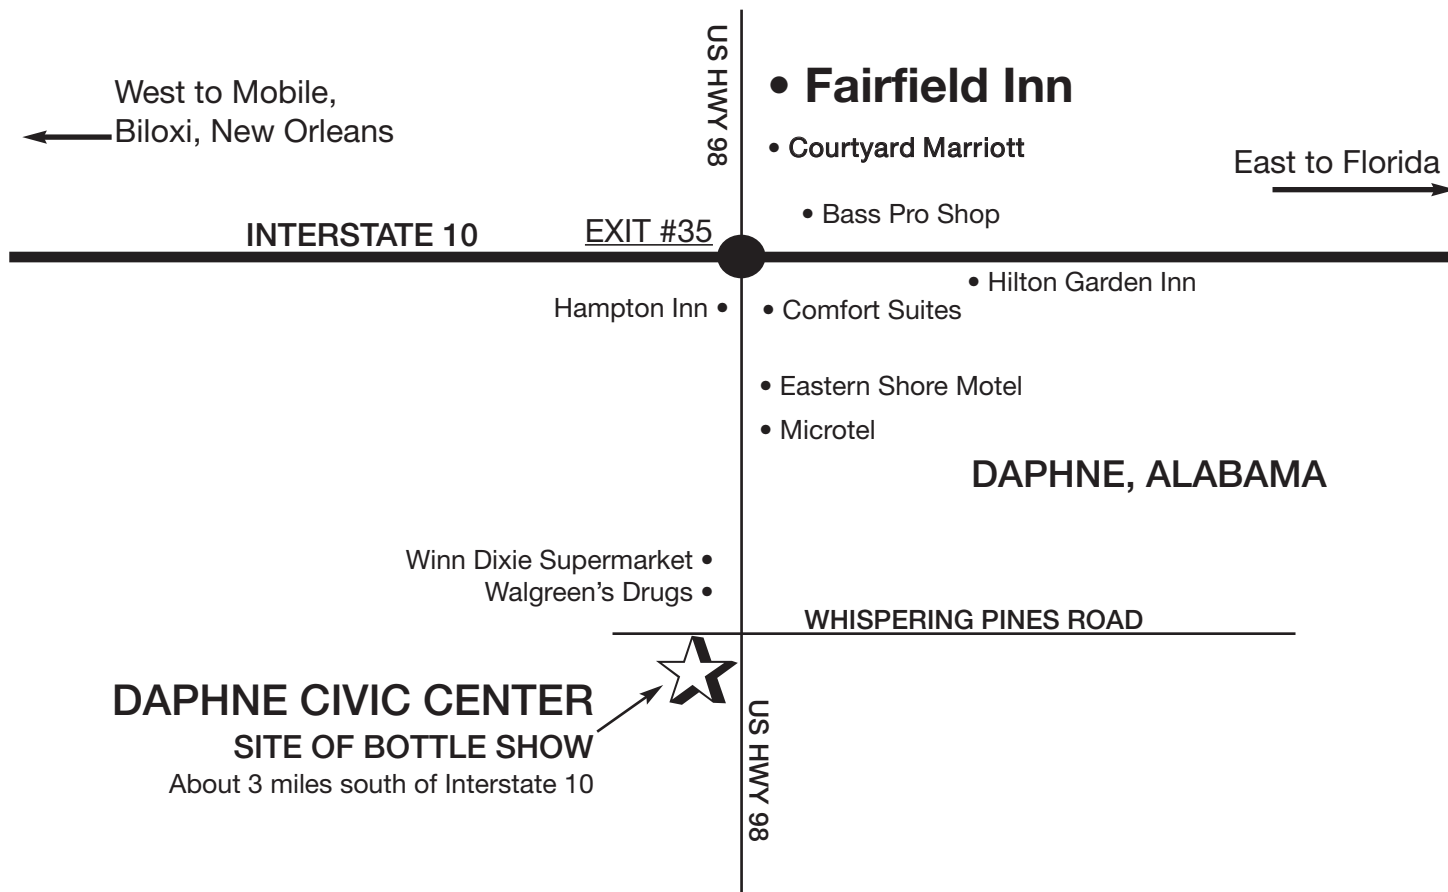 US HWY 98
• Fairfield Inn
West to Mobile,
Biloxi, New Orleans
• Courtyard Marriott
East to Florida
• Bass Pro Shop
INTERSTATE 10
EXIT #35
• Hilton Garden Inn
Hampton Inn •
• Comfort Suites
• Eastern Shore Motel
• Microtel
DAPHNE, ALABAMA
Winn Dixie Supermarket •
Walgreen’s Drugs •
WHISPERING PINES ROAD
DAPHNE CIVIC CENTER
SITE OF BOTTLE SHOW
About 3 miles south of Interstate 10
US HWY 98